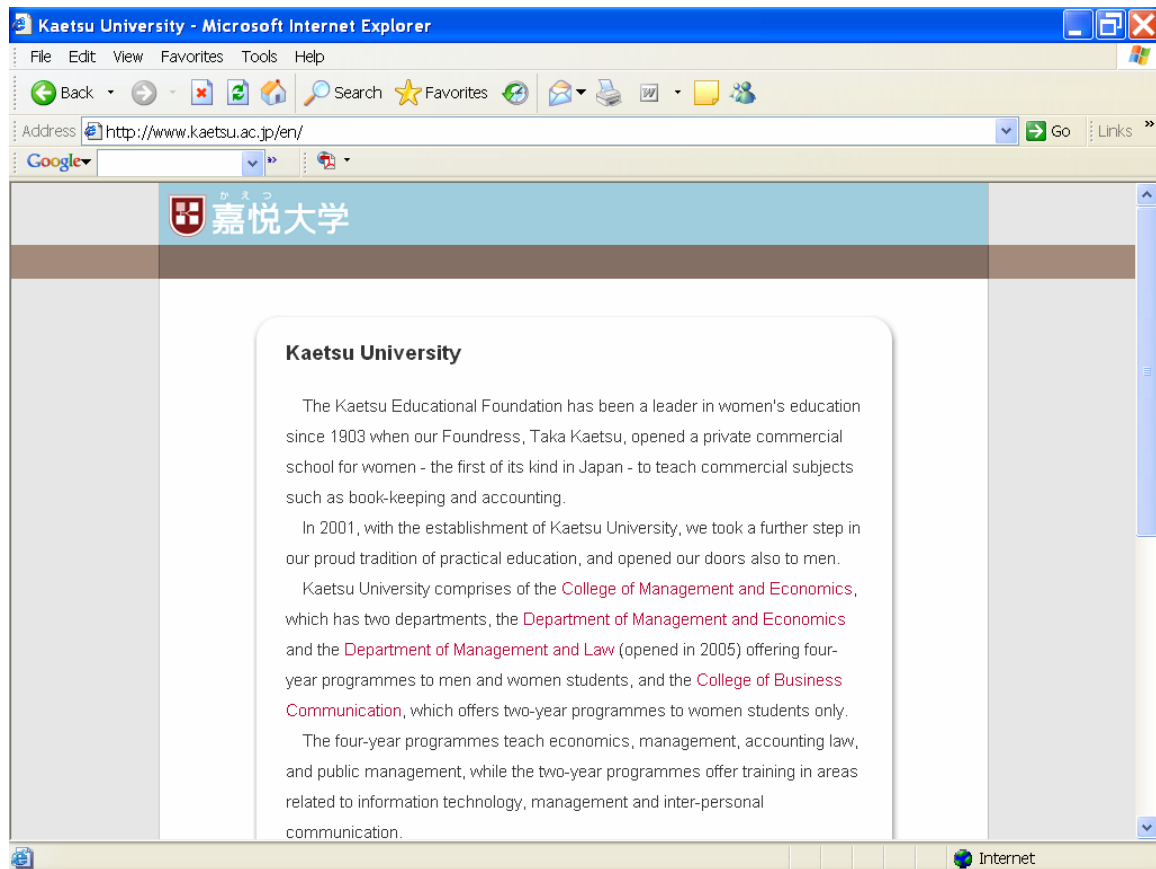 Kaetsu University - Microsoft Internet Explorer
File Edit View Favorites Tools Help
Back Search Favorites W
Address http://www.kaetsu.ac.jp/en/ Go Links »
Google »
かえつ
嘉悦大学
Kaetsu University
The Kaetsu Educational Foundation has been a leader in women's education
since 1903 when our Foundress, Taka Kaetsu, opened a private commercial
school for women - the first of its kind in Japan - to teach commercial subjects
such as book-keeping and accounting.
In 2001, with the establishment of Kaetsu University, we took a further step in
our proud tradition of practical education, and opened our doors also to men.
Kaetsu University comprises of the College of Management and Economics,
which has two departments, the Department of Management and Economics
and the Department of Management and Law (opened in 2005) offering four-
year programmes to men and women students, and the College of Business
Communication, which offers two-year programmes to women students only.
The four-year programmes teach economics, management, accounting law,
and public management, while the two-year programmes offer training in areas
related to information technology, management and inter-personal
communication.
Internet